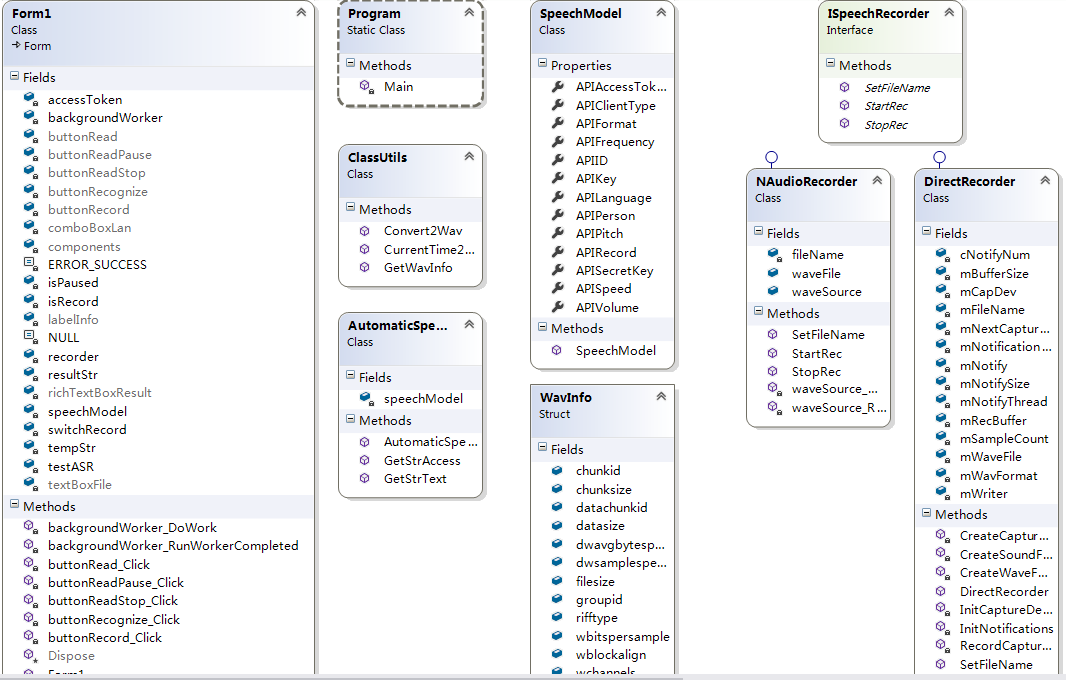 Form1
Class
Form
Fields
accessToken
backgroundWorker
buttonRead
buttonReadPause
buttonReadStop
buttonRecognize
buttonRecord
comboBoxLan
components
ERROR_SUCCESS
isPaused
isRecord
labelInfo
NULL
recorder
resultStr
richTextBoxResult
speechModel
switchRecord
tempStr
testASR
textBoxFile
Methods
backgroundWorker_DoWork
backgroundWorker_RunWorkerCompleted
buttonRead_Click
buttonReadPause_Click
buttonReadStop_Click
buttonRecognize_Click
buttonRecord_Click
Dispose
Form1
Program
Static Class
Methods
Main
ClassUtils
Class
Methods
Convert2Wav
CurrentTime2...
GetWavInfo
AutomaticSpe...
Class
Fields
speechModel
Methods
AutomaticSpe...
GetStrAccess
GetStrText
SpeechModel
Class
Properties
APIAccessTok...
APIClientType
APIFormat
APIFrequency
APIID
APIKey
APILanguage
APIPerson
APIPitch
APIRecord
APISecretKey
APISpeed
APIVolume
Methods
SpeechModel
WavInfo
Struct
Fields
chunkid
chunksize
datachunkid
datasize
dwavgbytesp...
dwsamplespe...
filesize
groupid
rifftype
wbitspersample
wblockalign
wchannels
ISpeechRecorder
Interface
Methods
SetFileName
StartRec
StopRec
NAudioRecorder
Class
Fields
fileName
waveFile
waveSource
Methods
SetFileName
StartRec
StopRec
waveSource_...
waveSource_R...
DirectRecorder
Class
Fields
cNotifyNum
mBufferSize
mCapDev
mFileName
mNextCaptur...
mNotification...
mNotify
mNotifySize
mNotifyThread
mRecBuffer
mSampleCount
mWaveFile
mWavFormat
mWriter
Methods
CreateCaptur...
CreateSoundF...
CreateWaveF...
DirectRecorder
InitCaptureDe...
InitNotifications
RecordCaptur...
SetFileName